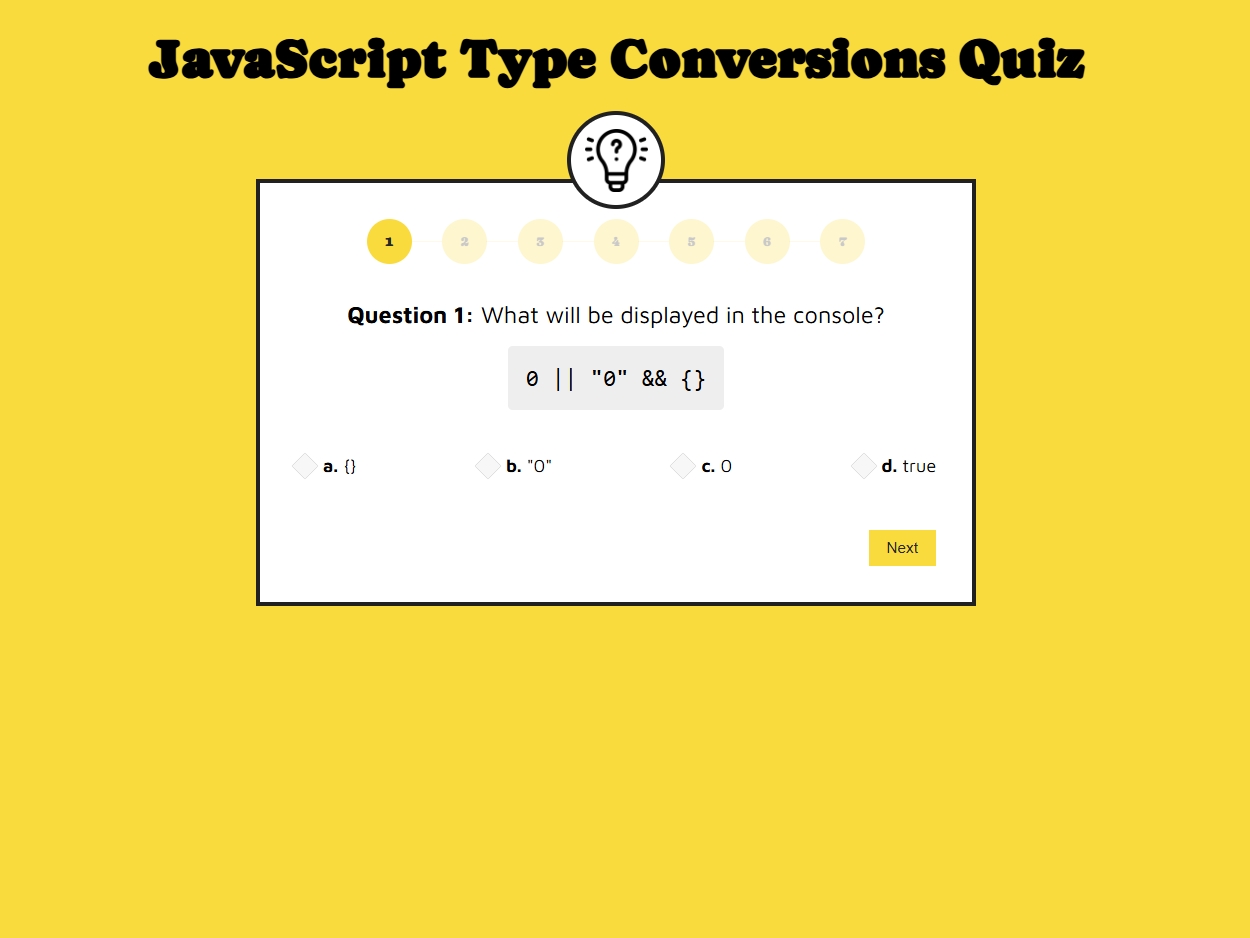 JavaScript Type Conversions Quiz
?
1 2 3 4 5 6 7
Question 1: What will be displayed in the console?
0 || "0" && {}
a. {} b. "0" c. 0 d. true
Next